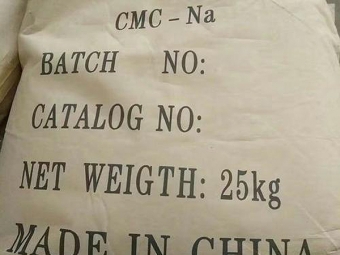 CMC-Na
BATCH NO:
CATALOG NO:
NET WEIGTH: 25kg
MADE IN CHINA